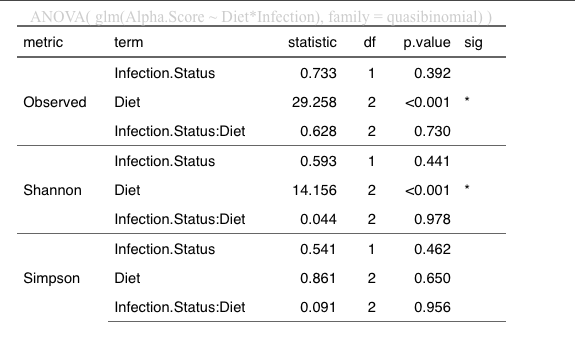 ANOVA( glm(Alpha.Score ~ Diet*Infection), family = quasibinomial) )
metric term statistic df p.value sig
Infection.Status 0.733 1 0.392
Observed Diet 29.258 2 <0.001 *
Infection.Status:Diet 0.628 2 0.730
Infection.Status 0.593 1 0.441
Shannon Diet 14.156 2 <0.001 *
Infection.Status:Diet 0.044 2 0.978
Infection.Status 0.541 1 0.462
Simpson Diet 0.861 2 0.650
Infection.Status:Diet 0.091 2 0.956